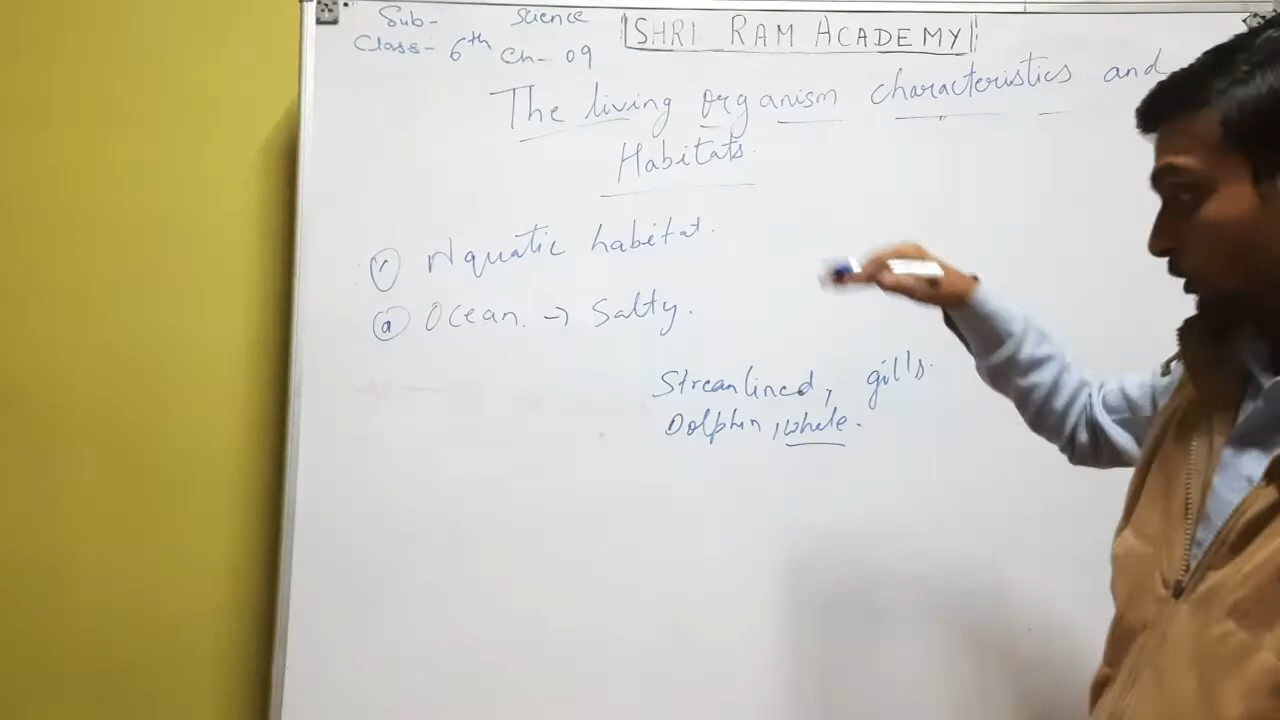 Sub- Science
Class- 6th Ch- 09
SHRI RAM ACADEMY
The living organism characteristics and
Habitats.
(1) Aquatic habitat.
(a) Ocean. → Salty.
Streanlined, gills.
Dolphin, whale.